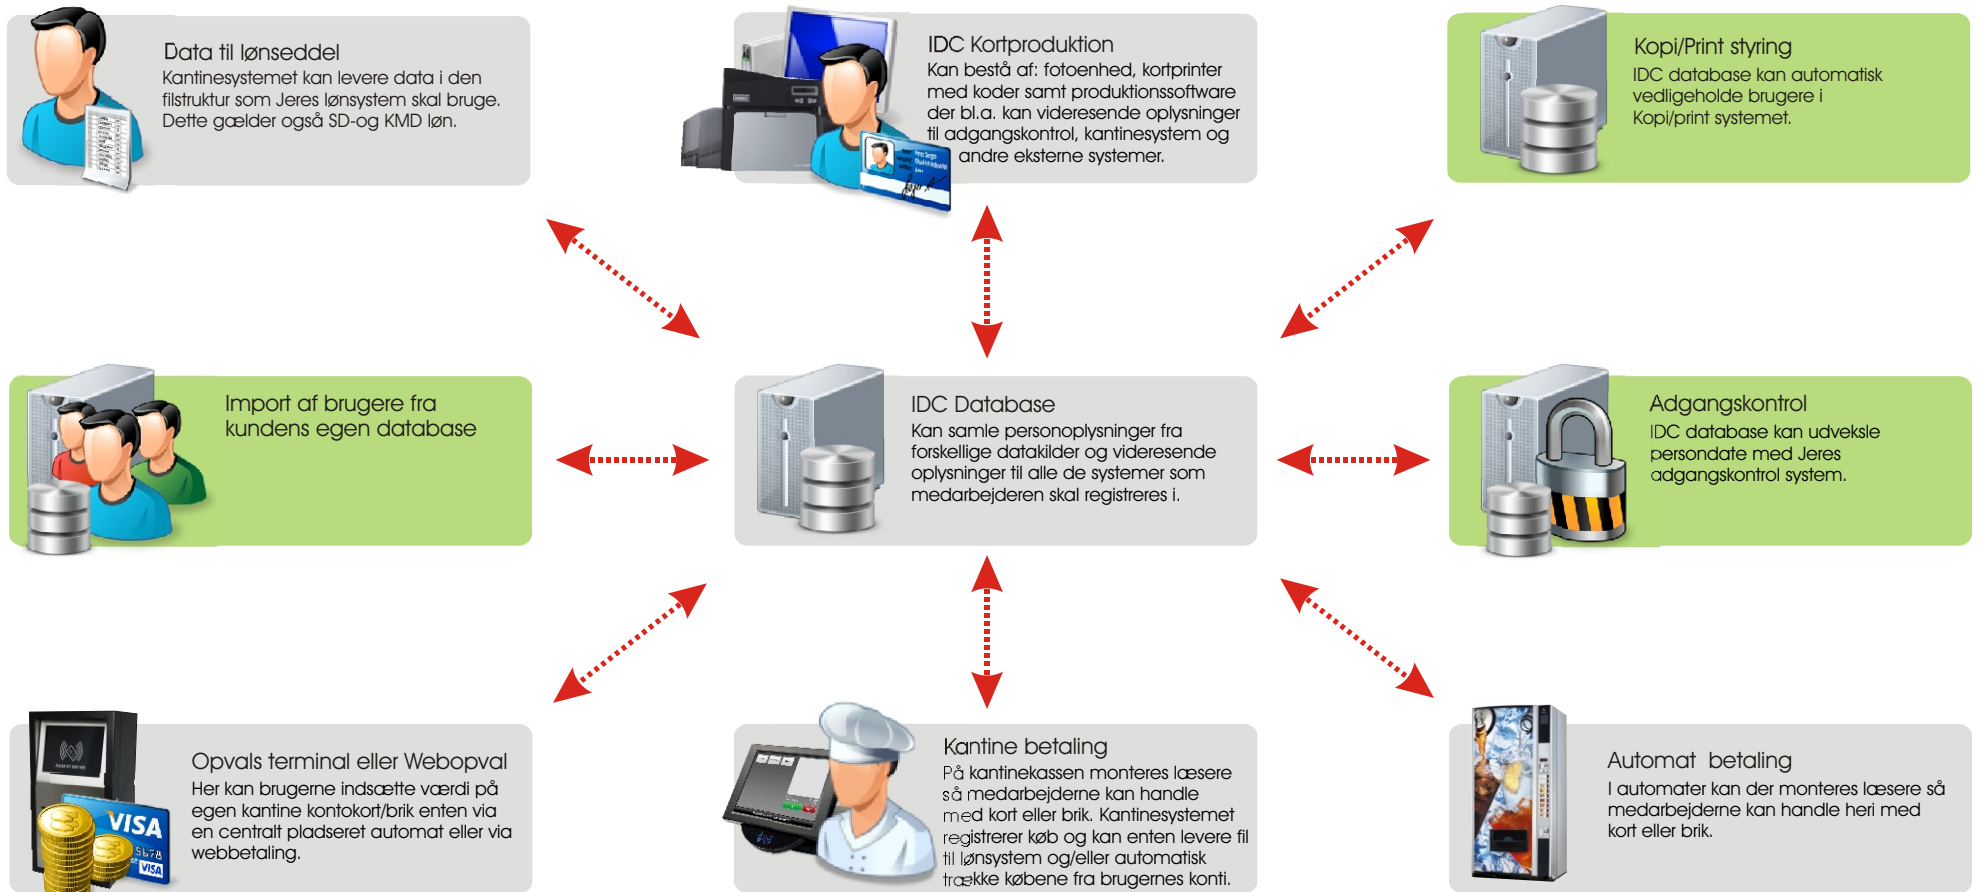 Data til lønseddel
Kantinesystemet kan levere data i den
filstruktur som Jeres lønsystem skal bruge.
Dette gælder også SD-og KMD løn.
IDC Kortproduktion
Kan bestå af: fotoenhed, kortprinter
med koder samt produktionssoftware
der bl.a. kan videresende oplysninger
til adgangskontrol, kantinesystem og
andre eksterne systemer.
Kopi/Print styring
IDC database kan automatisk
vedligeholde brugere i
Kopi/print systemet.
Import af brugere fra
kundens egen database
IDC Database
Kan samle personoplysninger fra
forskellige datakilder og videresende
oplysninger til alle de systemer som
medarbejderen skal registreres i.
Adgangskontrol
IDC database kan udveksle
persondate med Jeres
adgangskontrol system.
Opvals terminal eller Webopval
Her kan brugerne indsætte værdi på
egen kantine kontokort/brik enten via
en centralt pladseret automat eller via
webbetaling.
VISA
5678
VISA
Kantine betaling
På kantinekassen monteres læsere
så medarbejderne kan handle
med kort eller brik. Kantinesystemet
registrerer køb og kan enten levere fil
til lønsystem og/eller automatisk
trække købene fra brugernes konti.
Automat betaling
I automater kan der monteres læsere så
medarbejderne kan handle heri med
kort eller brik.